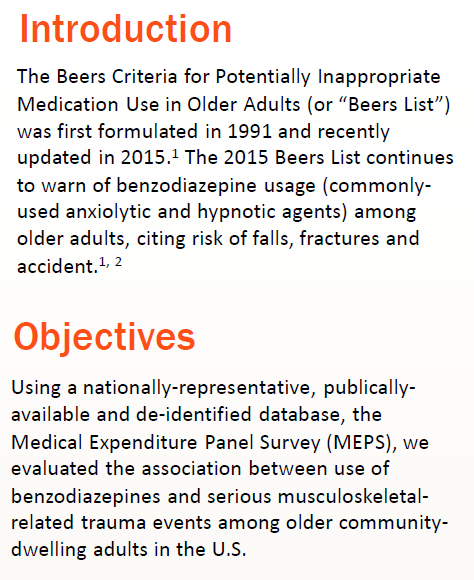 Introduction
The Beers Criteria for Potentially Inappropriate
Medication Use in Older Adults (or “Beers List”)
was first formulated in 1991 and recently
updated in 2015.¹ The 2015 Beers List continues
to warn of benzodiazepine usage (commonly-
used anxiolytic and hypnotic agents) among
older adults, citing risk of falls, fractures and
accident.¹, ²
Objectives
Using a nationally-representative, publically-
available and de-identified database, the
Medical Expenditure Panel Survey (MEPS), we
evaluated the association between use of
benzodiazepines and serious musculoskeletal-
related trauma events among older community-
dwelling adults in the U.S.